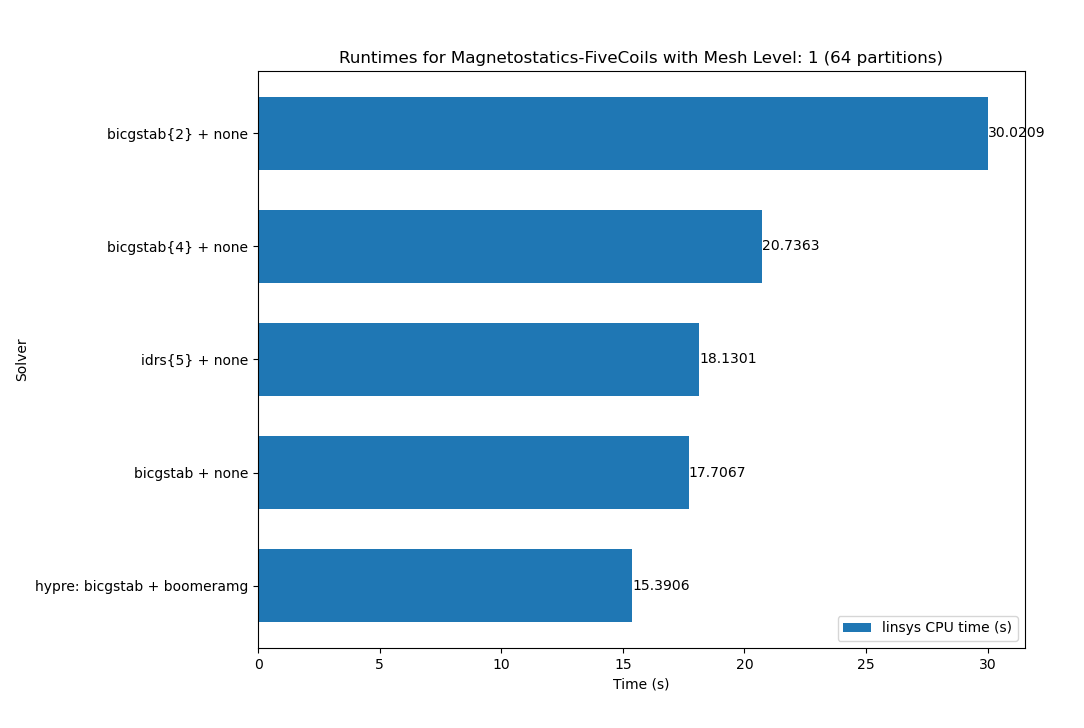 Runtimes for Magnetostatics-FiveCoils with Mesh Level: 1 (64 partitions)
bicgstab{2} + none
30.0209
bicgstab{4} + none
20.7363
idrs{5} + none
18.1301
Solver
bicgstab + none
17.7067
hypre: bicgstab + boomeramg
15.3906
linsys CPU time (s)
0 5 10 15 20 25 30
Time (s)